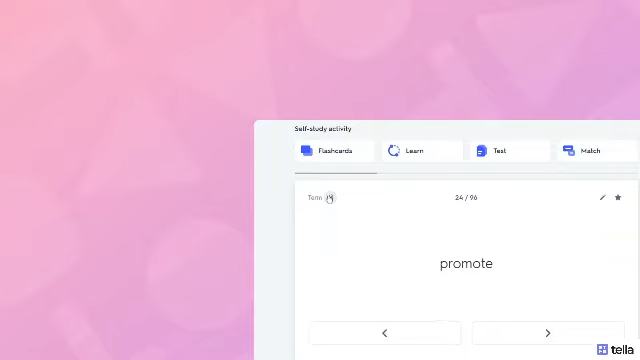 Self-study activity
Flashcards
Learn
Test
Match
Term
24 / 96
promote
tella